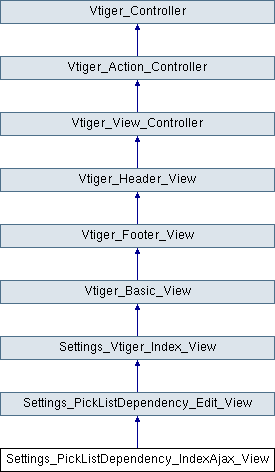 Vtiger_Controller
Vtiger_Action_Controller
Vtiger_View_Controller
Vtiger_Header_View
Vtiger_Footer_View
Vtiger_Basic_View
Settings_Vtiger_Index_View
Settings_PickListDependency_Edit_View
Settings_PickListDependency_IndexAjax_View